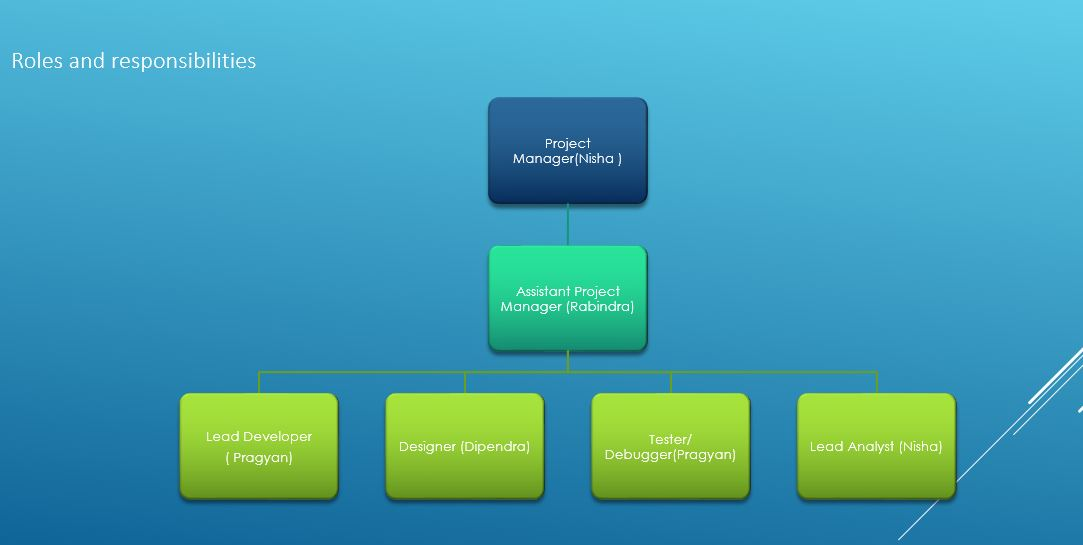 Roles and responsibilities
Project
Manager(Nisha )
Assistant Project
Manager (Rabindra)
Lead Developer
( Pragyan)
Designer (Dipendra)
Tester/
Debugger(Pragyan)
Lead Analyst (Nisha)